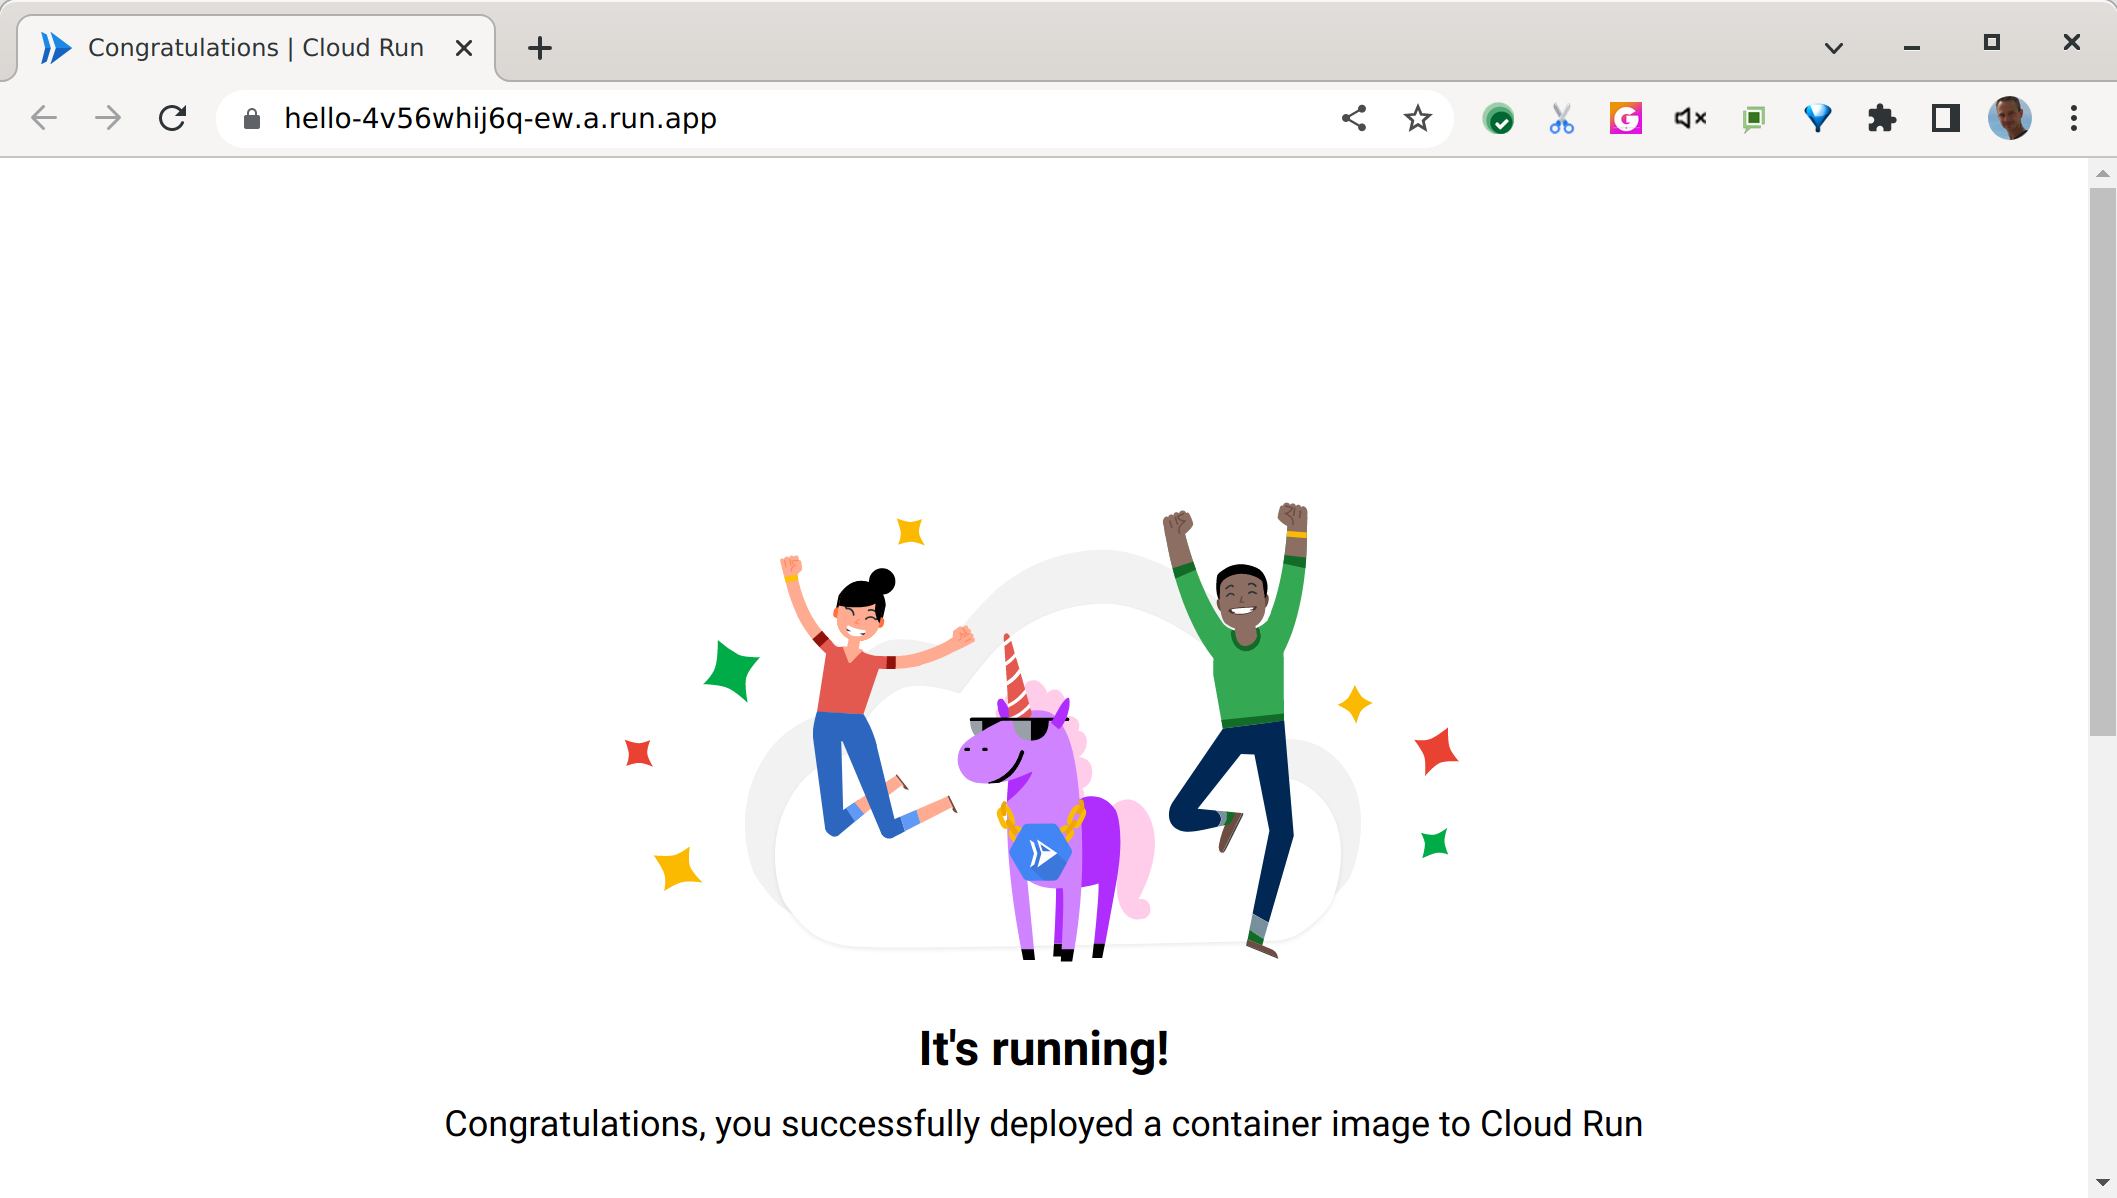 Congratulations | Cloud Run
hello-4v56whij6q-ew.a.run.app
G
It's running!
Congratulations, you successfully deployed a container image to Cloud Run